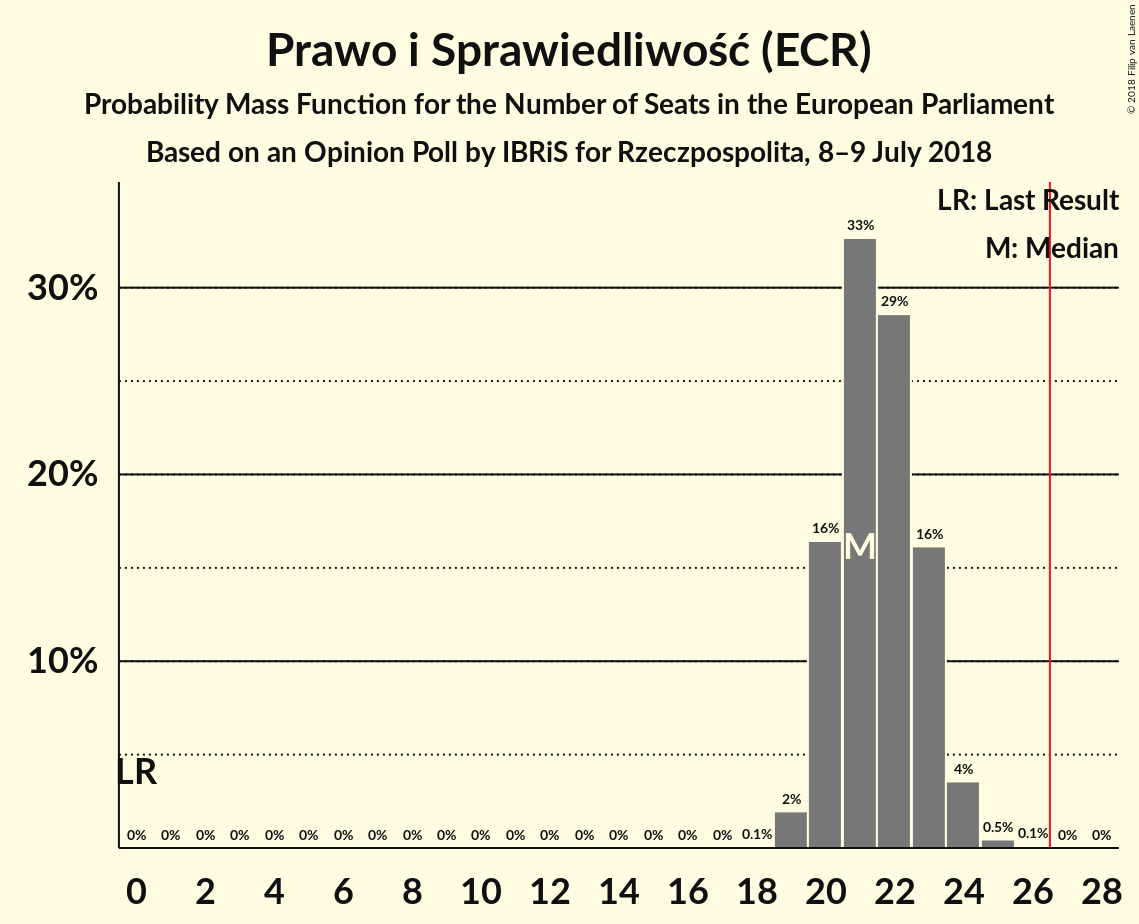 Prawo i Sprawiedliwość (ECR)
Probability Mass Function for the Number of Seats in the European Parliament
Based on an Opinion Poll by IBRiS for Rzeczpospolita, 8–9 July 2018
© 2018 Filip van Laenen
LR: Last Result
M: Median
33%
30%
29%
20%
16%
16%
M
10%
LR
4%
2%
0% 0% 0% 0% 0% 0% 0% 0% 0% 0% 0% 0% 0% 0% 0% 0% 0% 0% 0.1% 0.5% 0.1% 0% 0%
0 2 4 6 8 10 12 14 16 18 20 22 24 26 28